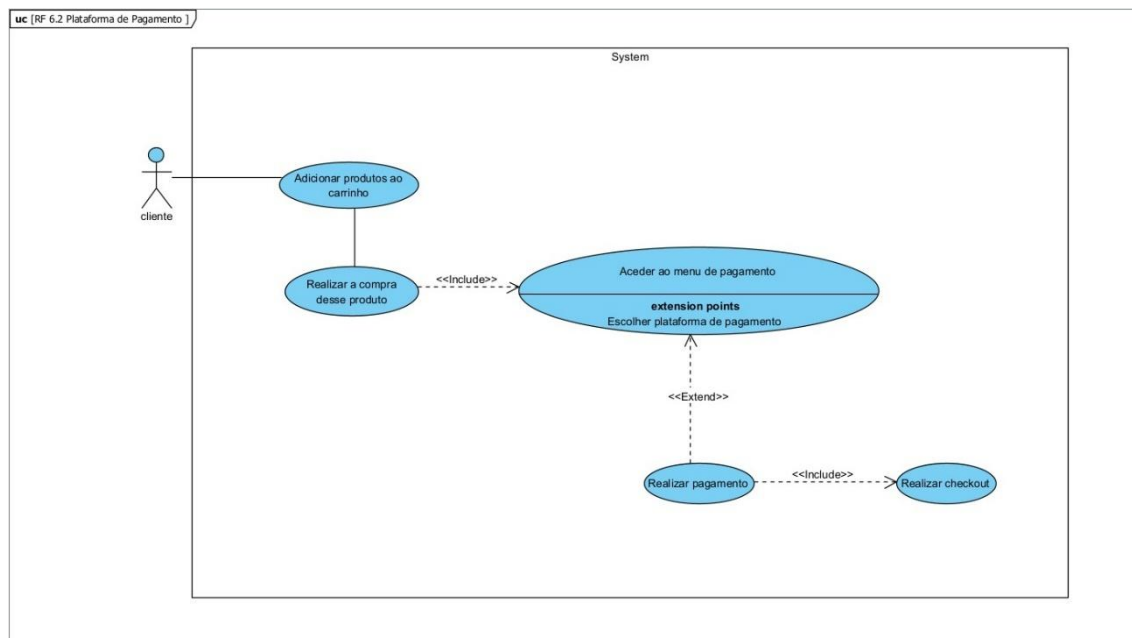 uc [RF 6.2 Plataforma de Pagamento ]
System
Adicionar produtos ao
carrinho
cliente
Realizar a compra
desse produto
<<Include>>
Aceder ao menu de pagamento
extension points
Escolher plataforma de pagamento
<<Extend>>
Realizar pagamento
<<Include>>
Realizar checkout